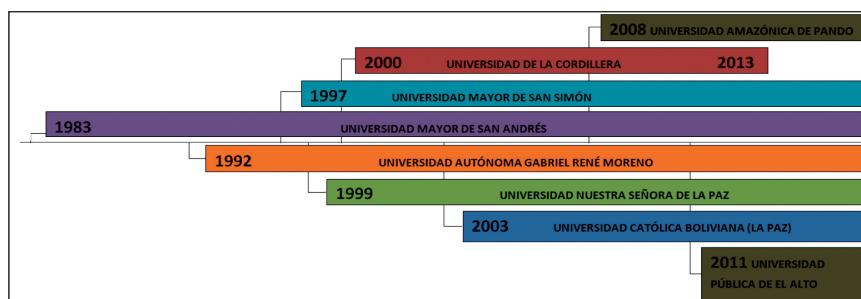 2008 UNIVERSIDAD AMAZÓNICA DE PANDO
2000 UNIVERSIDAD DE LA CORDILLERA 2013
1997 UNIVERSIDAD MAYOR DE SAN SIMÓN
1983 UNIVERSIDAD MAYOR DE SAN ANDRÉS
1992 UNIVERSIDAD AUTÓNOMA GABRIEL RENÉ MORENO
1999 UNIVERSIDAD NUESTRA SEÑORA DE LA PAZ
2003 UNIVERSIDAD CATÓLICA BOLIVIANA (LA PAZ)
2011 UNIVERSIDAD
PÚBLICA DE EL ALTO